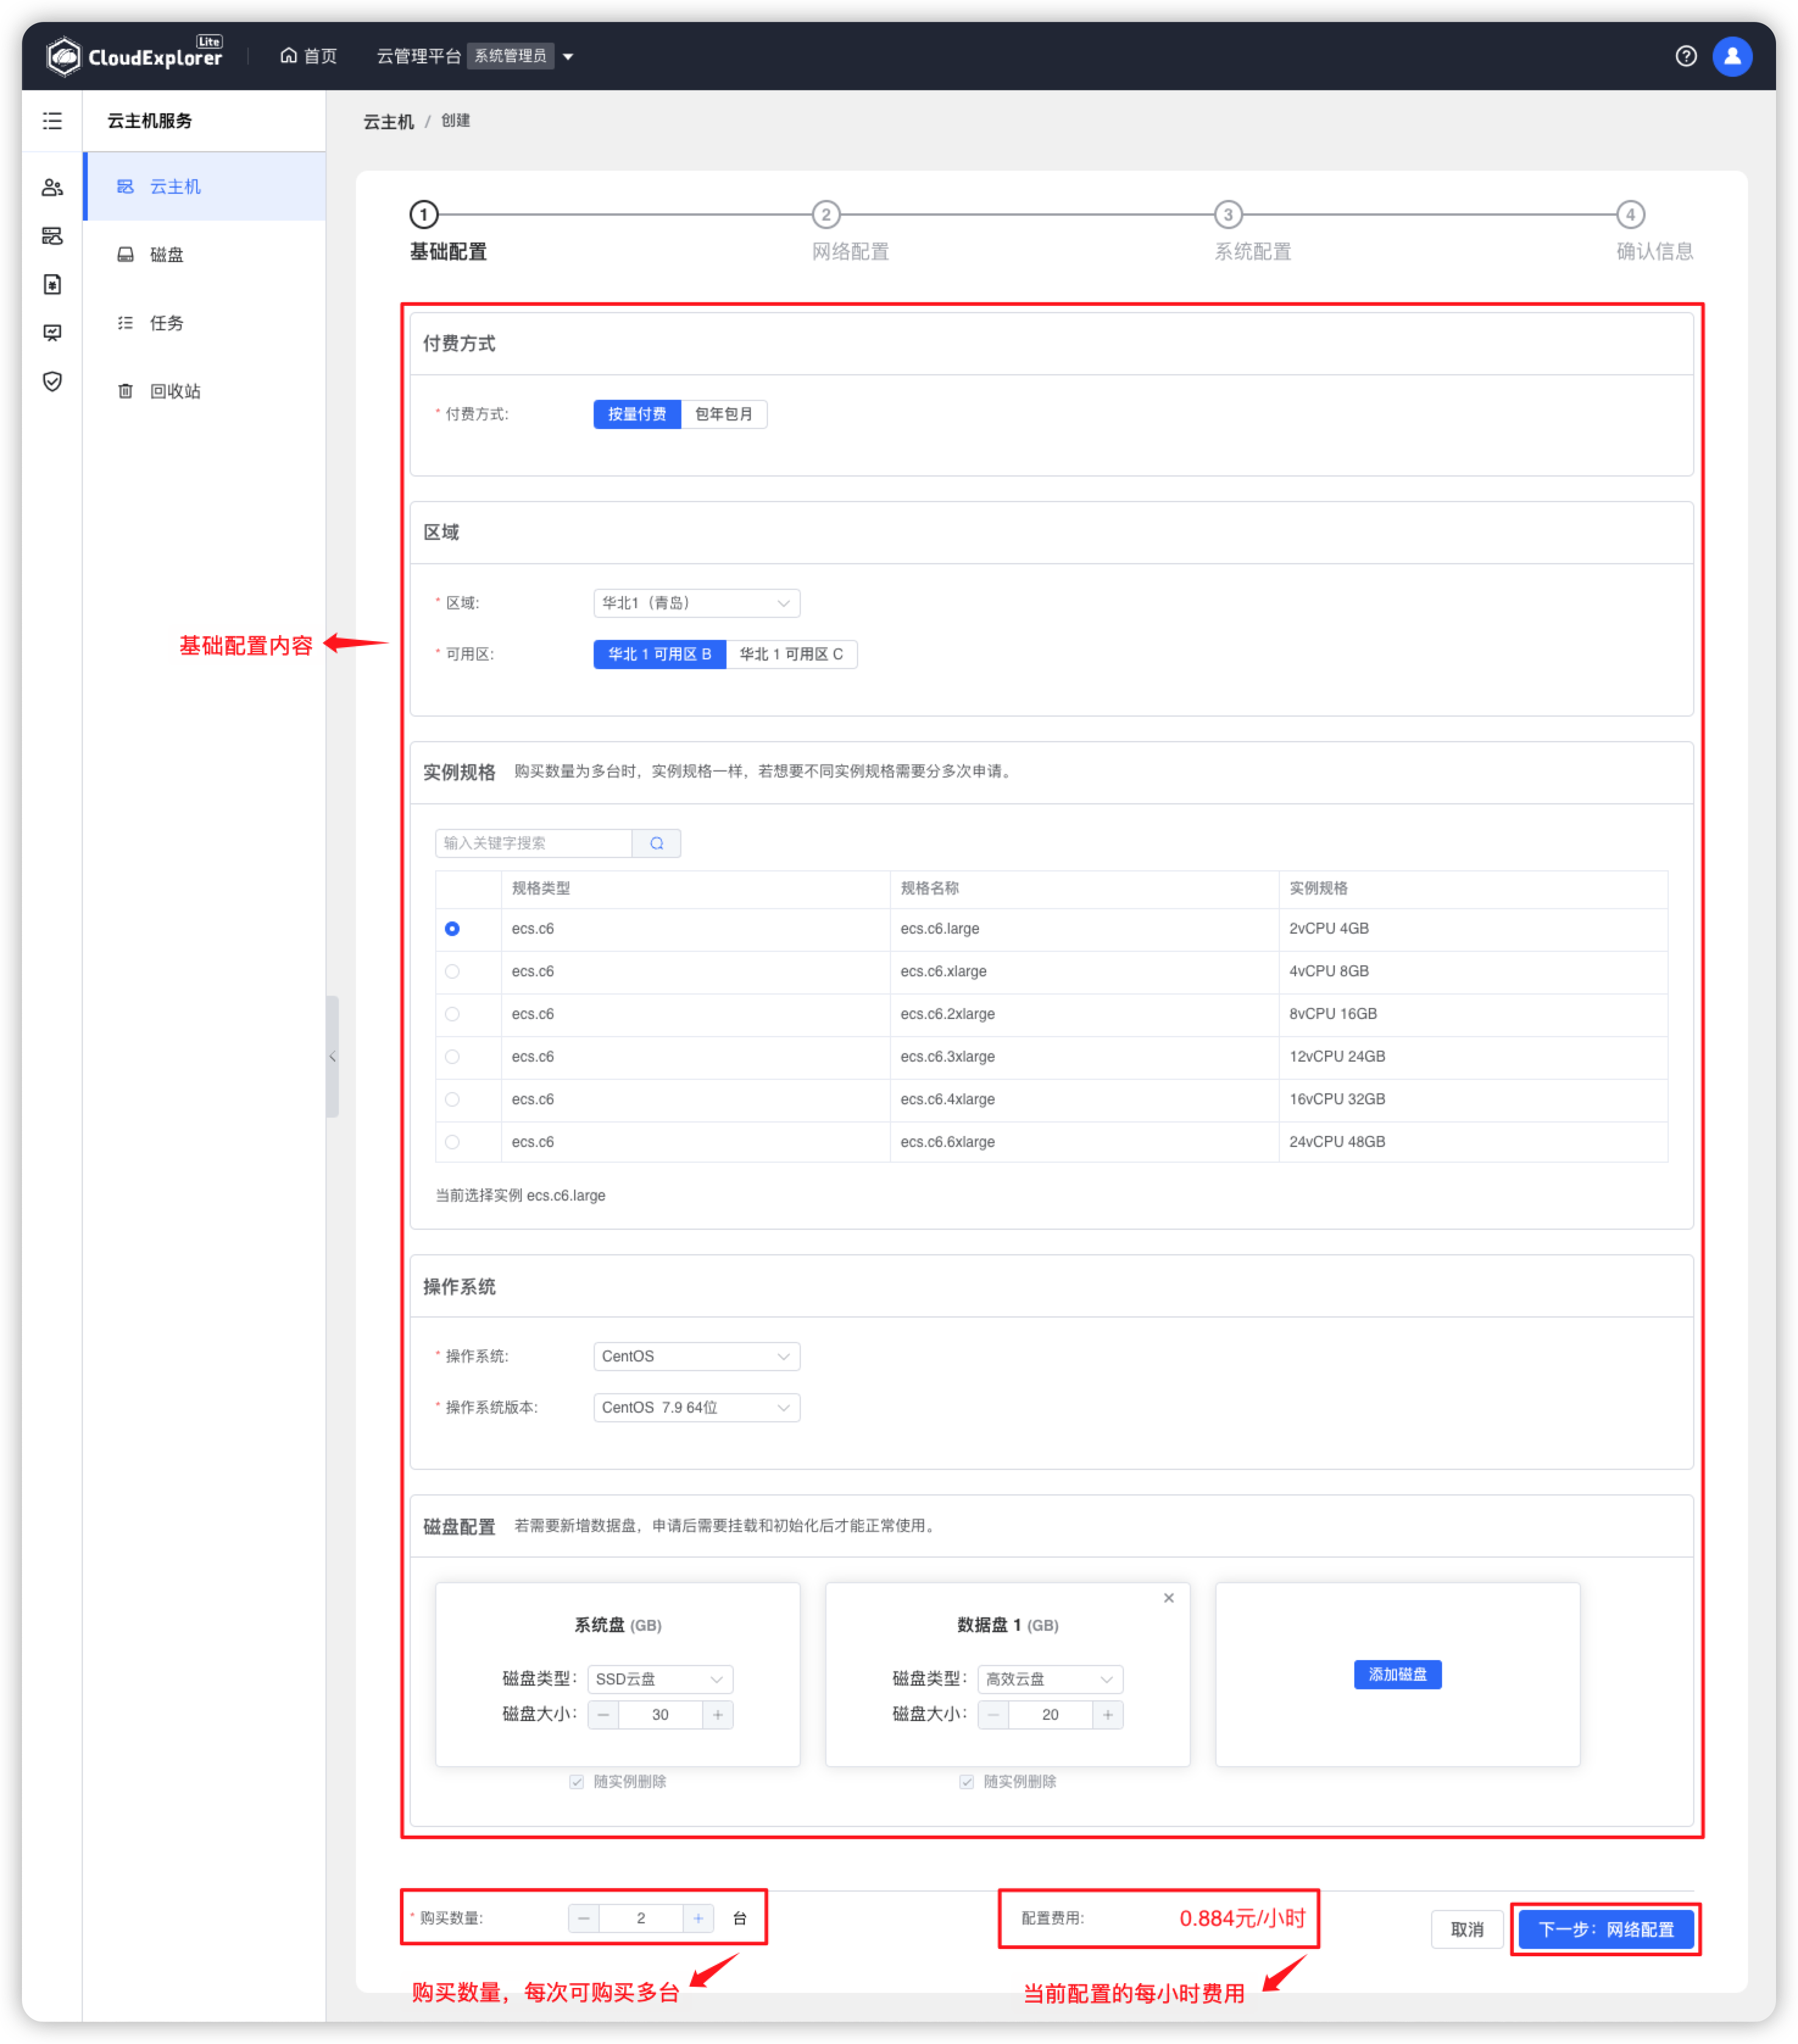 CloudExplorer Lite
首页
云管理平台 系统管理员
云主机服务
云主机
磁盘
任务
回收站
云主机 / 创建
1 2 3 4
基础配置 网络配置 系统配置 确认信息
付费方式
* 付费方式: 按量付费 包年包月
区域
* 区域: 华北1（青岛）
基础配置内容
* 可用区: 华北 1 可用区 B 华北 1 可用区 C
实例规格 购买数量为多台时，实例规格一样，若想要不同实例规格需要分多次申请。
输入关键字搜索
规格类型 规格名称 实例规格
ecs.c6 ecs.c6.large 2vCPU 4GB
ecs.c6 ecs.c6.xlarge 4vCPU 8GB
ecs.c6 ecs.c6.2xlarge 8vCPU 16GB
ecs.c6 ecs.c6.3xlarge 12vCPU 24GB
ecs.c6 ecs.c6.4xlarge 16vCPU 32GB
ecs.c6 ecs.c6.6xlarge 24vCPU 48GB
当前选择实例 ecs.c6.large
操作系统
* 操作系统: CentOS
* 操作系统版本: CentOS 7.9 64位
磁盘配置 若需要新增数据盘，申请后需要挂载和初始化后才能正常使用。
系统盘 (GB)
磁盘类型: SSD云盘
磁盘大小: − 30 +
随实例删除
数据盘 1 (GB)
磁盘类型: 高效云盘
磁盘大小: − 20 +
随实例删除
添加磁盘
* 购买数量: − 2 + 台
配置费用: 0.884元/小时
取消 下一步：网络配置
购买数量，每次可购买多台
当前配置的每小时费用